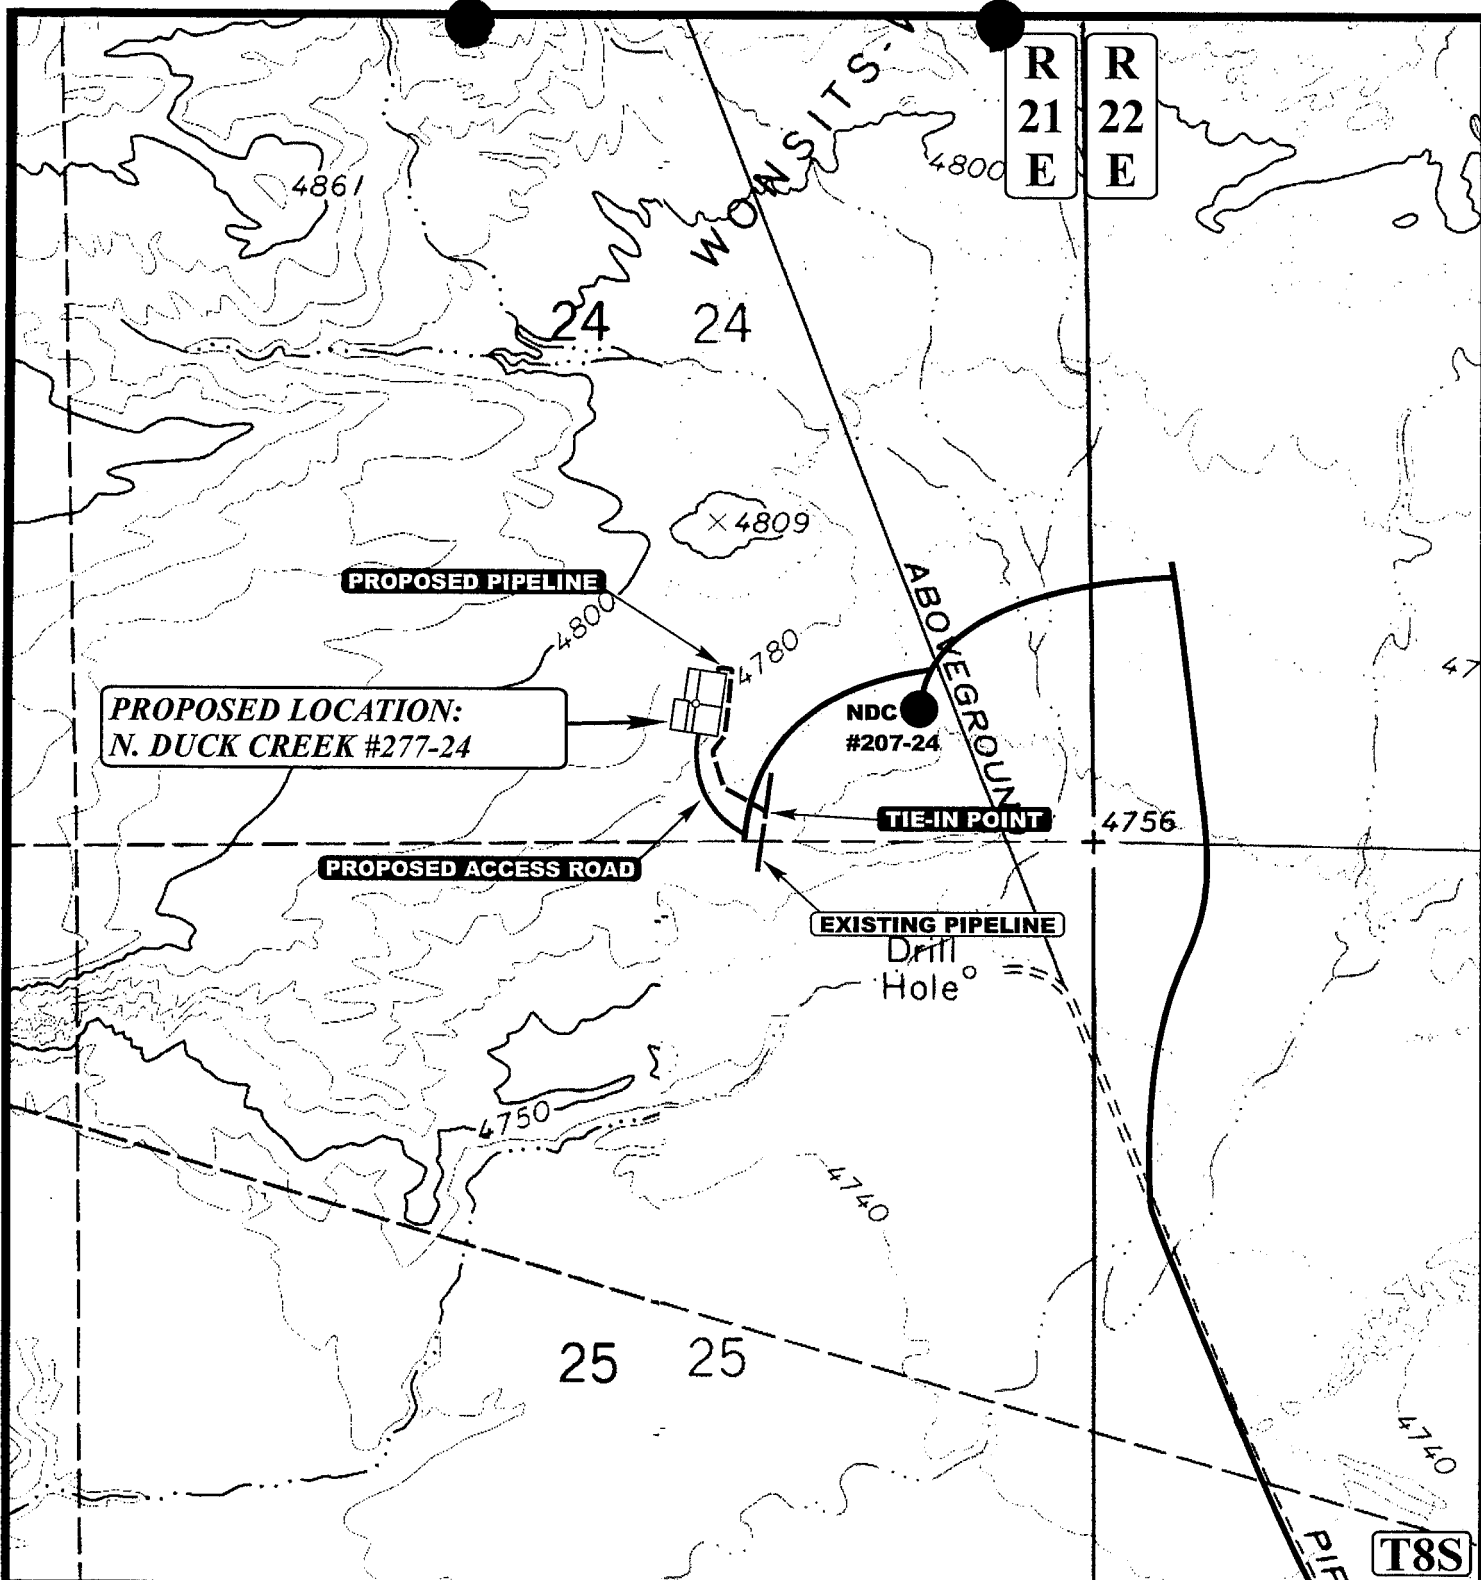 R
21
E
R
22
E
WONSITS-
4861
4800
24
24
4809
PROPOSED PIPELINE
4800
4780
ABOVEGROUND
47
PROPOSED LOCATION:
N. DUCK CREEK #277-24
NDC
#207-24
TIE-IN POINT
4756
PROPOSED ACCESS ROAD
EXISTING PIPELINE
Drill
Hole
4750
4740
25
25
4740
T8S